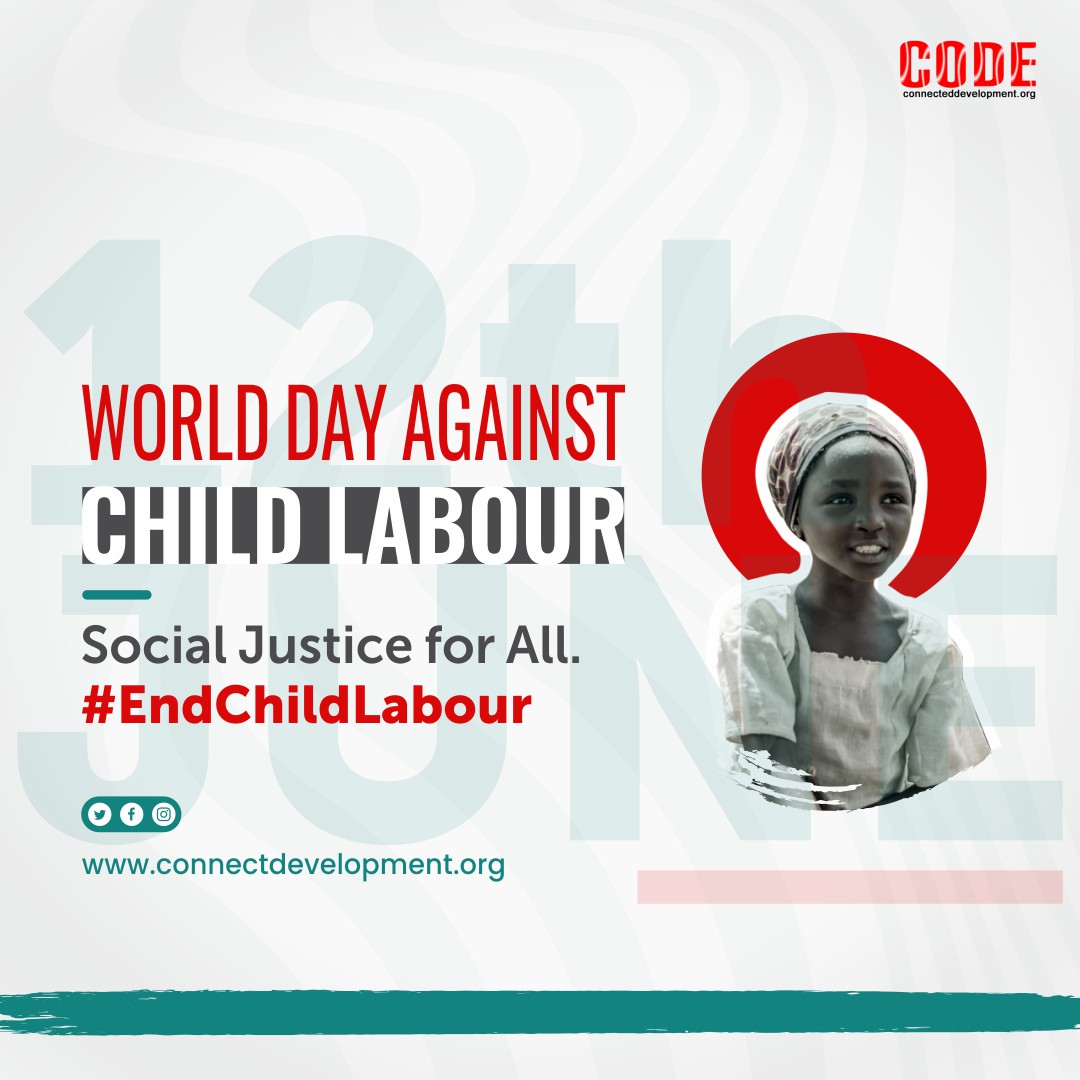 CODE
connecteddevelopment.org
12th
JUNE
WORLD DAY AGAINST
CHILD LABOUR
Social Justice for All.
#EndChildLabour
www.connectdevelopment.org